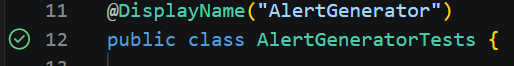 11 @DisplayName("AlertGenerator")
12 public class AlertGeneratorTests {